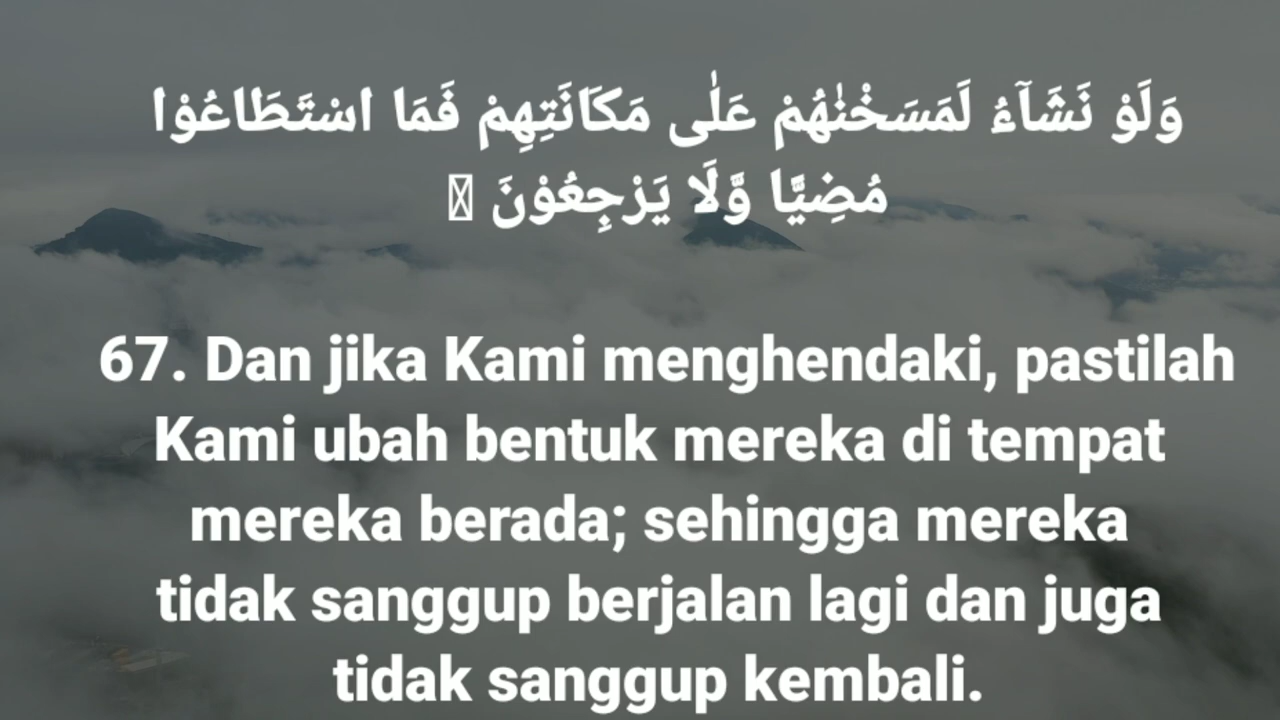 وَلَوْ نَشَآءُ لَمَسَخْنٰهُمْ عَلٰى مَكَانَتِهِمْ فَمَا اسْتَطَاعُوْا
مُضِيًّا وَّلَا يَرْجِعُوْنَ
67. Dan jika Kami menghendaki, pastilah
Kami ubah bentuk mereka di tempat
mereka berada; sehingga mereka
tidak sanggup berjalan lagi dan juga
tidak sanggup kembali.